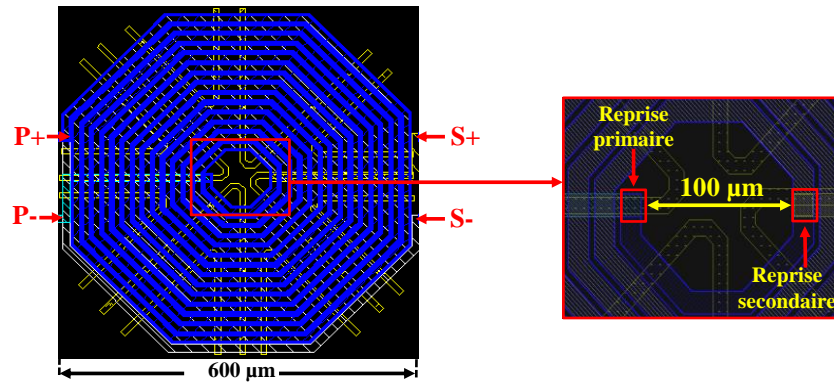 P+
P-
S+
S-
600 µm
Reprise
primaire
100 µm
Reprise
secondaire